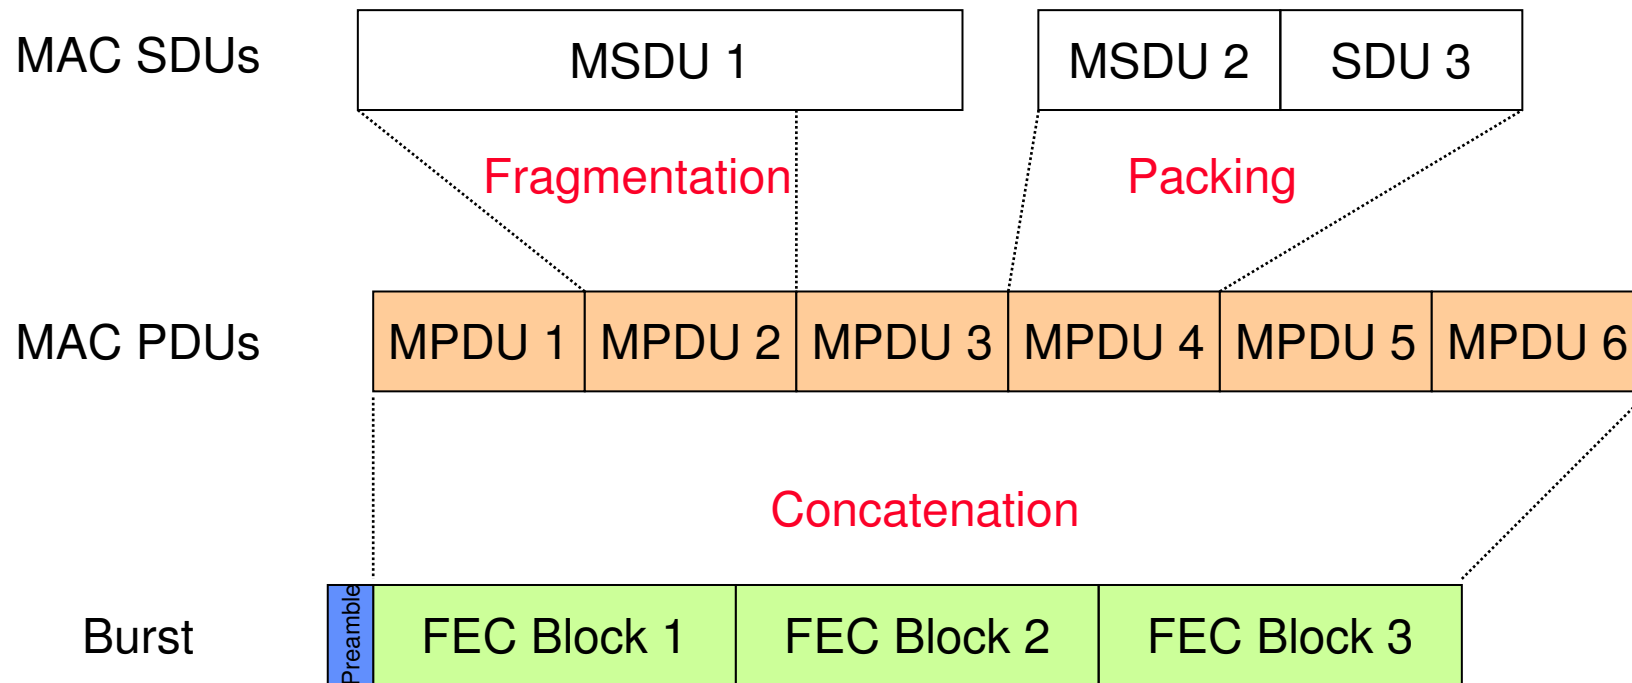 MAC SDUs
MSDU 1
MSDU 2
SDU 3
Fragmentation
Packing
MAC PDUs
MPDU 1
MPDU 2
MPDU 3
MPDU 4
MPDU 5
MPDU 6
Concatenation
Burst
Preamble
FEC Block 1
FEC Block 2
FEC Block 3